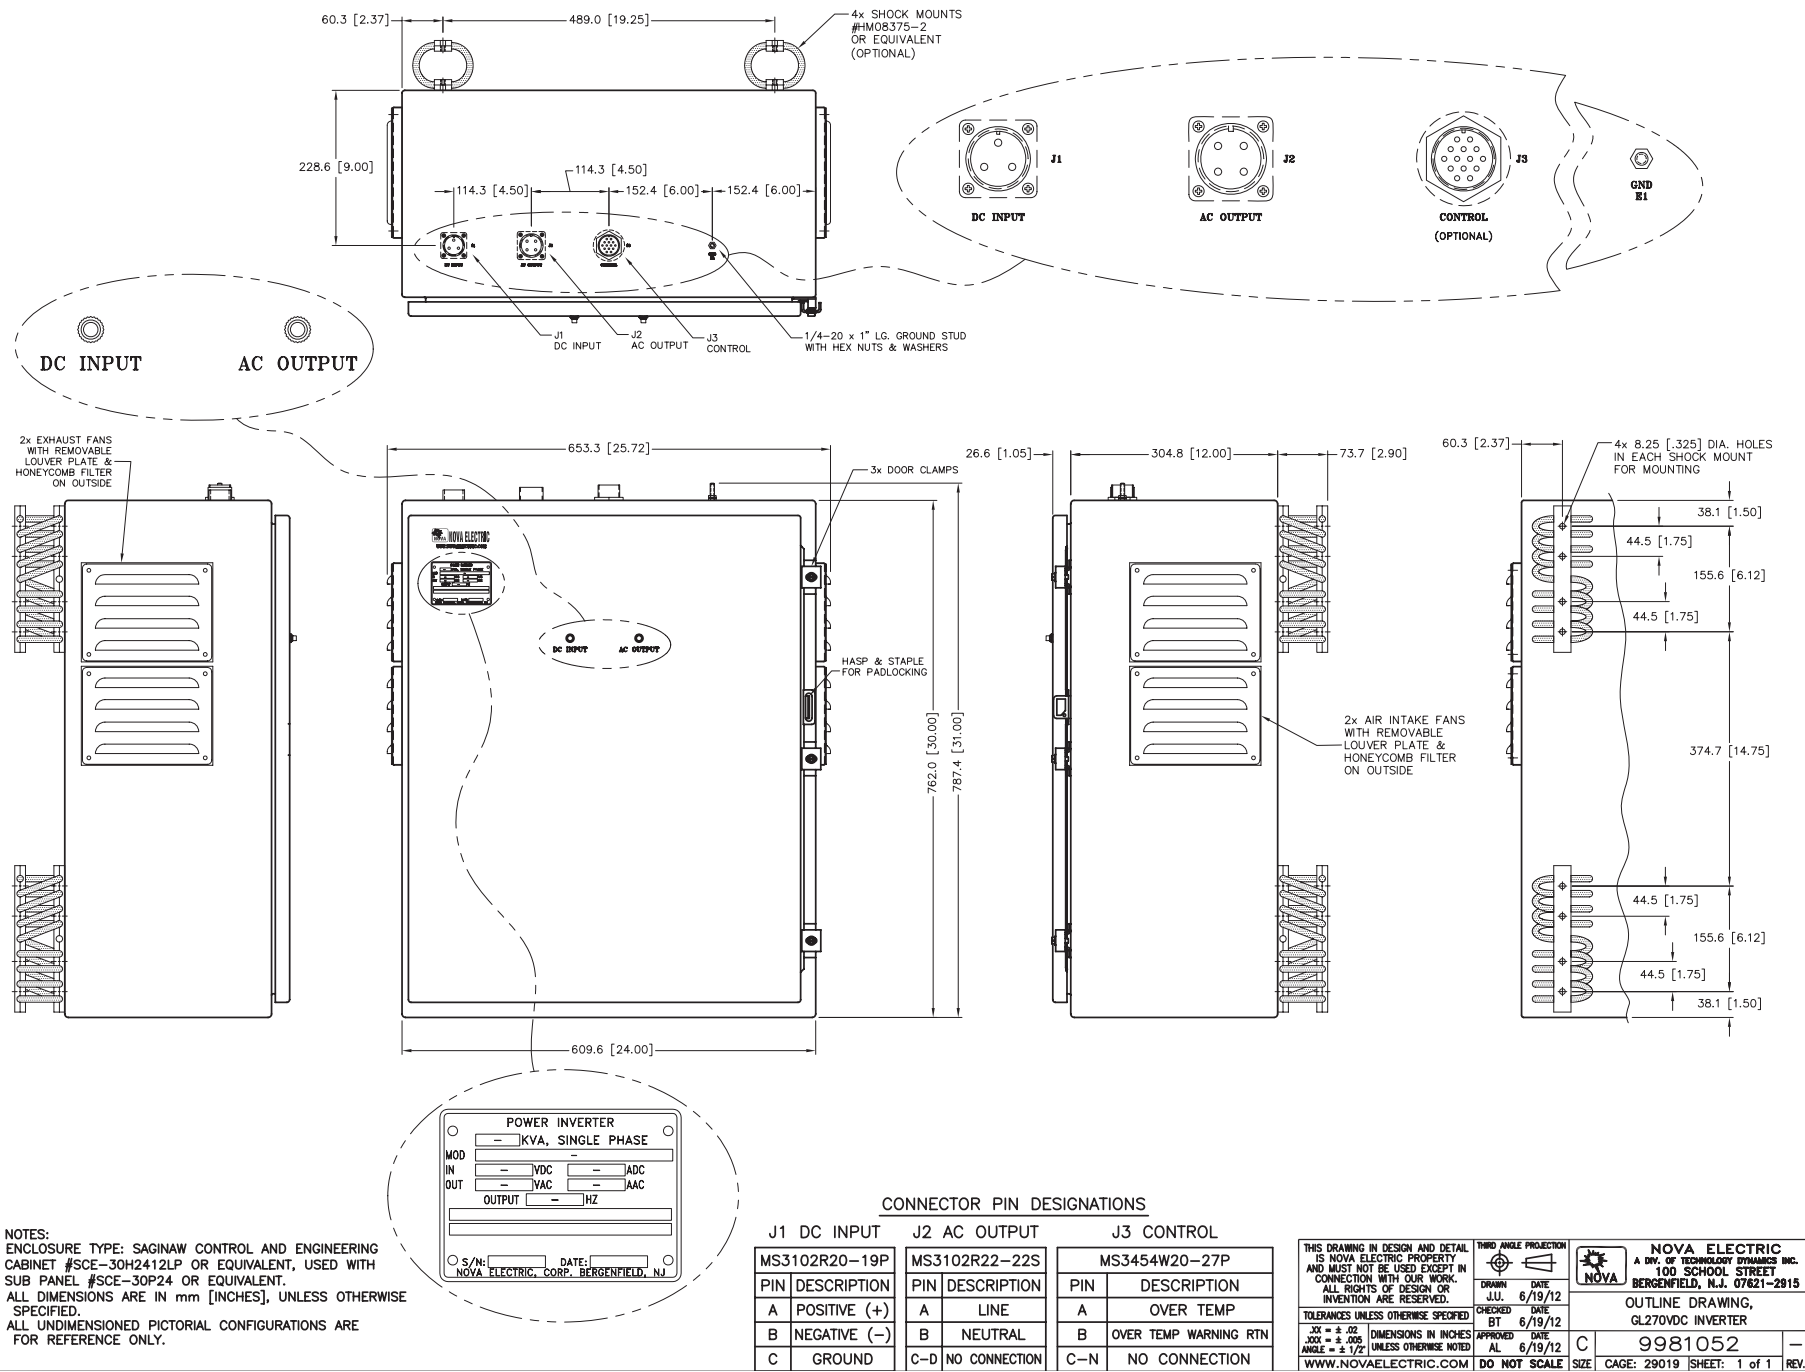 60.3 [2.37]
489.0 [19.25]
4x SHOCK MOUNTS
#HM08375-2
OR EQUIVALENT
(OPTIONAL)
228.6 [9.00]
114.3 [4.50]
114.3 [4.50]
152.4 [6.00]
152.4 [6.00]
J1
DC INPUT
J2
AC OUTPUT
J3
CONTROL
1/4-20 x 1" LG. GROUND STUD
WITH HEX NUTS & WASHERS
J1
DC INPUT
J2
AC OUTPUT
J3
CONTROL
(OPTIONAL)
GND
E1
DC INPUT
AC OUTPUT
2x EXHAUST FANS
WITH REMOVABLE
LOUVER PLATE &
HONEYCOMB FILTER
ON OUTSIDE
653.3 [25.72]
3x DOOR CLAMPS
NOVA ELECTRIC
DC INPUT
AC OUTPUT
HASP & STAPLE
FOR PADLOCKING
762.0 [30.00]
787.4 [31.00]
609.6 [24.00]
26.6 [1.05]
304.8 [12.00]
73.7 [2.90]
2x AIR INTAKE FANS
WITH REMOVABLE
LOUVER PLATE &
HONEYCOMB FILTER
ON OUTSIDE
60.3 [2.37]
4x 8.25 [.325] DIA. HOLES
IN EACH SHOCK MOUNT
FOR MOUNTING
38.1 [1.50]
44.5 [1.75]
155.6 [6.12]
44.5 [1.75]
374.7 [14.75]
44.5 [1.75]
155.6 [6.12]
44.5 [1.75]
38.1 [1.50]
POWER INVERTER
- KVA, SINGLE PHASE
MOD -
IN - VDC - ADC
OUT - VAC - AAC
OUTPUT - HZ
S/N: DATE:
NOVA ELECTRIC, CORP. BERGENFIELD, NJ
NOTES:
ENCLOSURE TYPE: SAGINAW CONTROL AND ENGINEERING
CABINET #SCE-30H2412LP OR EQUIVALENT, USED WITH
SUB PANEL #SCE-30P24 OR EQUIVALENT.
ALL DIMENSIONS ARE IN mm [INCHES], UNLESS OTHERWISE
SPECIFIED.
ALL UNDIMENSIONED PICTORIAL CONFIGURATIONS ARE
FOR REFERENCE ONLY.
CONNECTOR PIN DESIGNATIONS
J1 DC INPUT
MS3102R20-19P
PIN DESCRIPTION
A POSITIVE (+)
B NEGATIVE (-)
C GROUND
J2 AC OUTPUT
MS3102R22-22S
PIN DESCRIPTION
A LINE
B NEUTRAL
C-D NO CONNECTION
J3 CONTROL
MS3454W20-27P
PIN DESCRIPTION
A OVER TEMP
B OVER TEMP WARNING RTN
C-N NO CONNECTION
THIS DRAWING IN DESIGN AND DETAIL
IS NOVA ELECTRIC PROPERTY
AND MUST NOT BE USED EXCEPT IN
CONNECTION WITH OUR WORK.
ALL RIGHTS OF DESIGN OR
INVENTION ARE RESERVED.
TOLERANCES UNLESS OTHERWISE SPECIFIED
.XX = ± .02
.XXX = ± .005
ANGLE = ± 1/2°
DIMENSIONS IN INCHES
UNLESS OTHERWISE NOTED
WWW.NOVAELECTRIC.COM
THIRD ANGLE PROJECTION
DRAWN DATE
J.U. 6/19/12
CHECKED DATE
BT 6/19/12
APPROVED DATE
AL 6/19/12
DO NOT SCALE
NOVA
NOVA ELECTRIC
A DIV. OF TECHNOLOGY DYNAMICS INC.
100 SCHOOL STREET
BERGENFIELD, N.J. 07621-2915
OUTLINE DRAWING,
GL270VDC INVERTER
C 9981052 -
SIZE CAGE: 29019 SHEET: 1 of 1 REV.